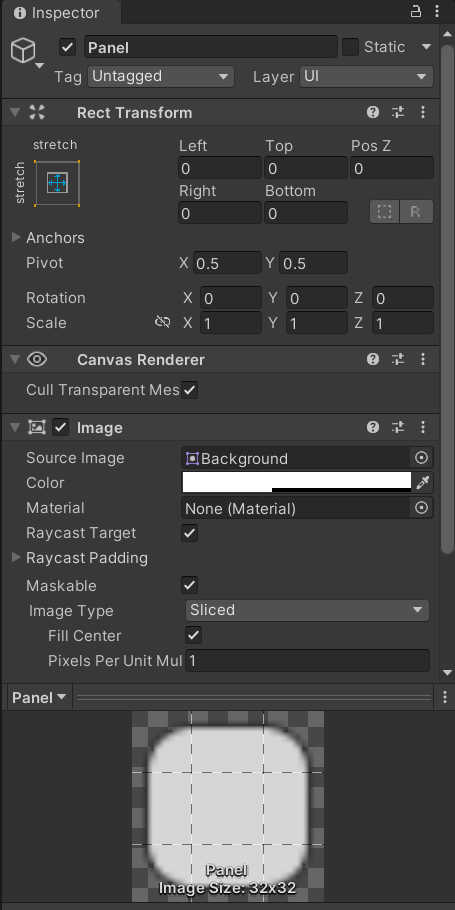 Inspector
Panel
Static
Tag Untagged Layer UI
Rect Transform
stretch
stretch
Left Top Pos Z
0 0 0
Right Bottom
0 0
R
Anchors
Pivot X 0.5 Y 0.5
Rotation X 0 Y 0 Z 0
Scale X 1 Y 1 Z 1
Canvas Renderer
Cull Transparent Mes
Image
Source Image Background
Color
Material None (Material)
Raycast Target
Raycast Padding
Maskable
Image Type Sliced
Fill Center
Pixels Per Unit Mul 1
Panel
Panel
Image Size: 32x32